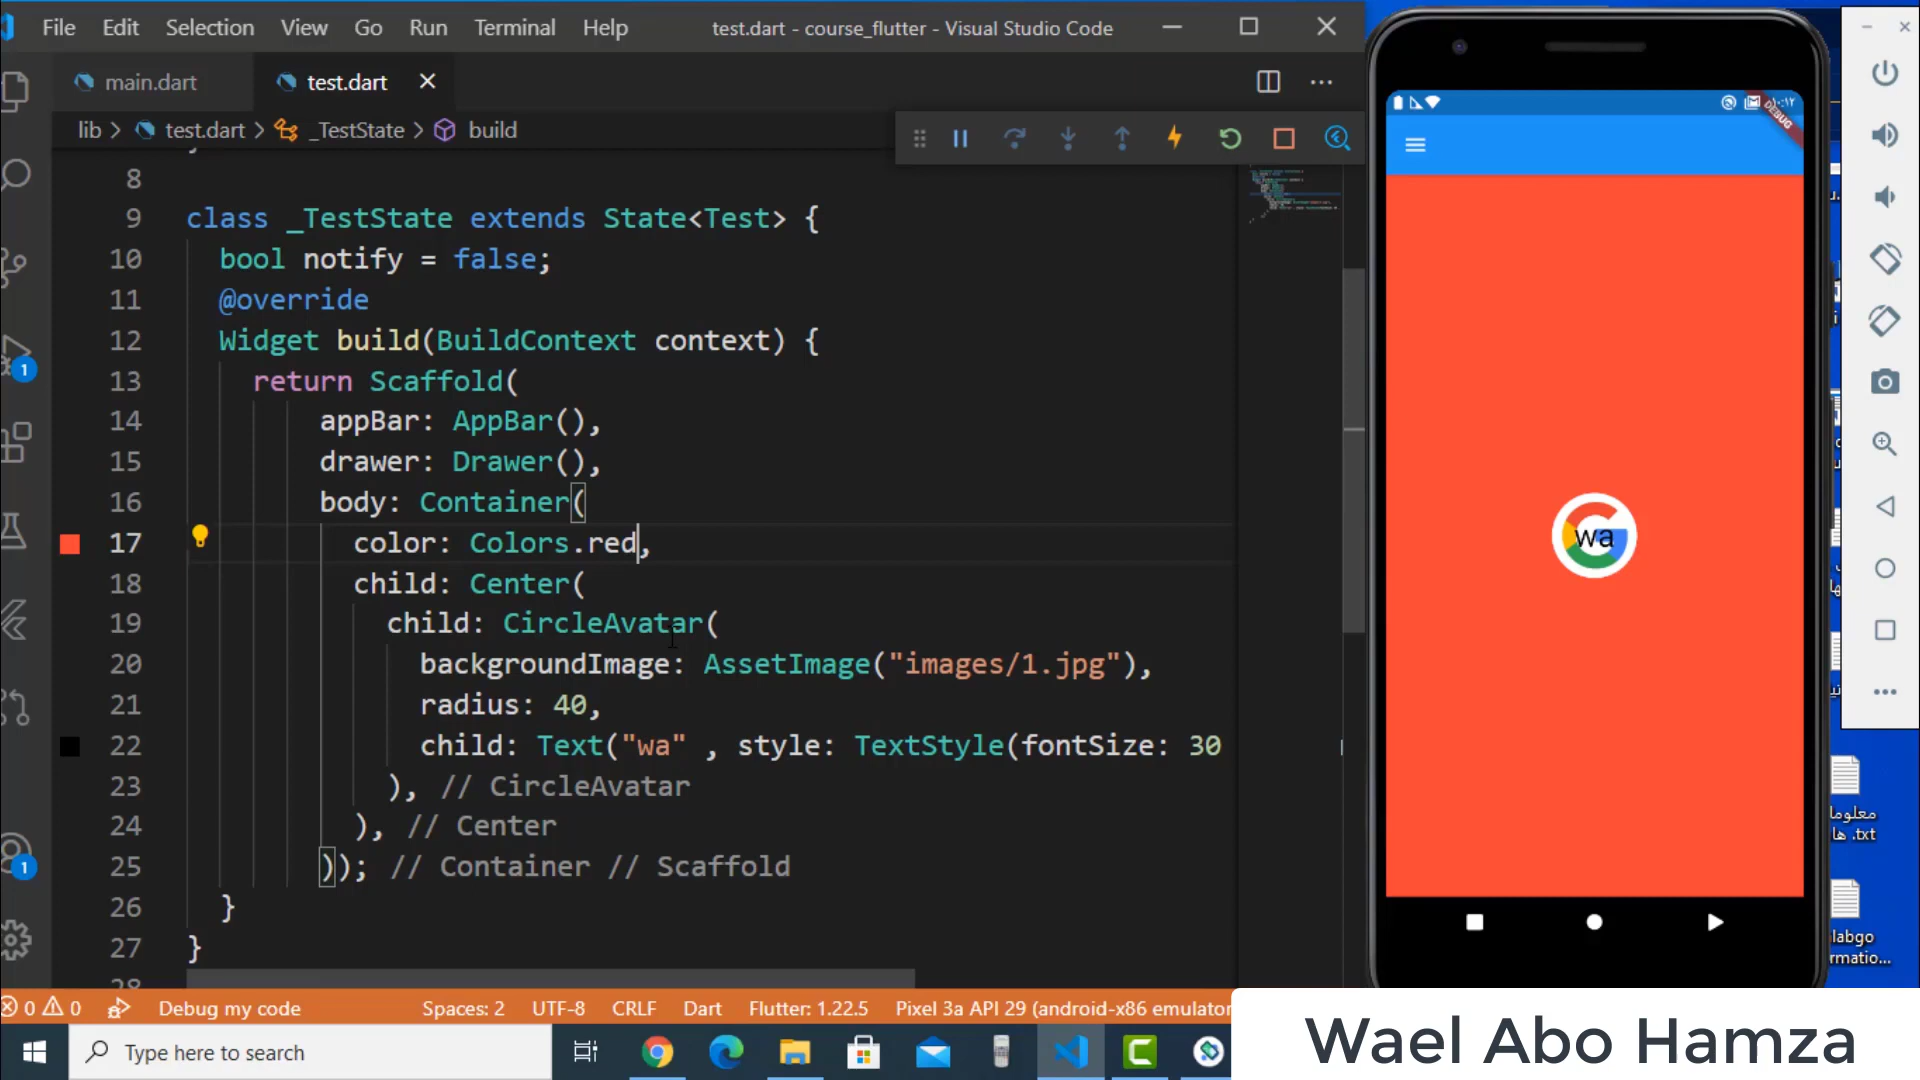 File Edit Selection View Go Run Terminal Help test.dart - course_flutter - Visual Studio Code
main.dart test.dart
lib > test.dart > _TestState > build
8
9 class _TestState extends State<Test> {
10 bool notify = false;
11 @override
12 Widget build(BuildContext context) {
13 return Scaffold(
14 appBar: AppBar(),
15 drawer: Drawer(),
16 body: Container(
17 color: Colors.red,
18 child: Center(
19 child: CircleAvatar(
20 backgroundImage: AssetImage("images/1.jpg"),
21 radius: 40,
22 child: Text("wa" , style: TextStyle(fontSize: 30
23 ), // CircleAvatar
24 ), // Center
25 )); // Container // Scaffold
26 }
27 }
28
1
1
0 0 Debug my code Spaces: 2 UTF-8 CRLF Dart Flutter: 1.22.5 Pixel 3a API 29 (android-x86 emulator
Type here to search
DEBUG
wa
معلوما
ها .txt
labgo
rmatio...
Wael Abo Hamza